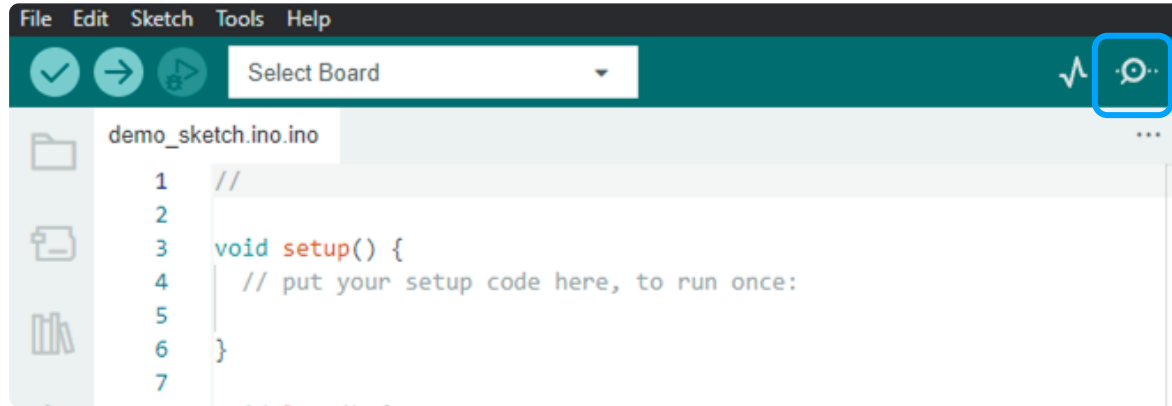 File Edit Sketch Tools Help
Select Board
demo_sketch.ino.ino
1 //
2
3 void setup() {
4 // put your setup code here, to run once:
5
6 }
7